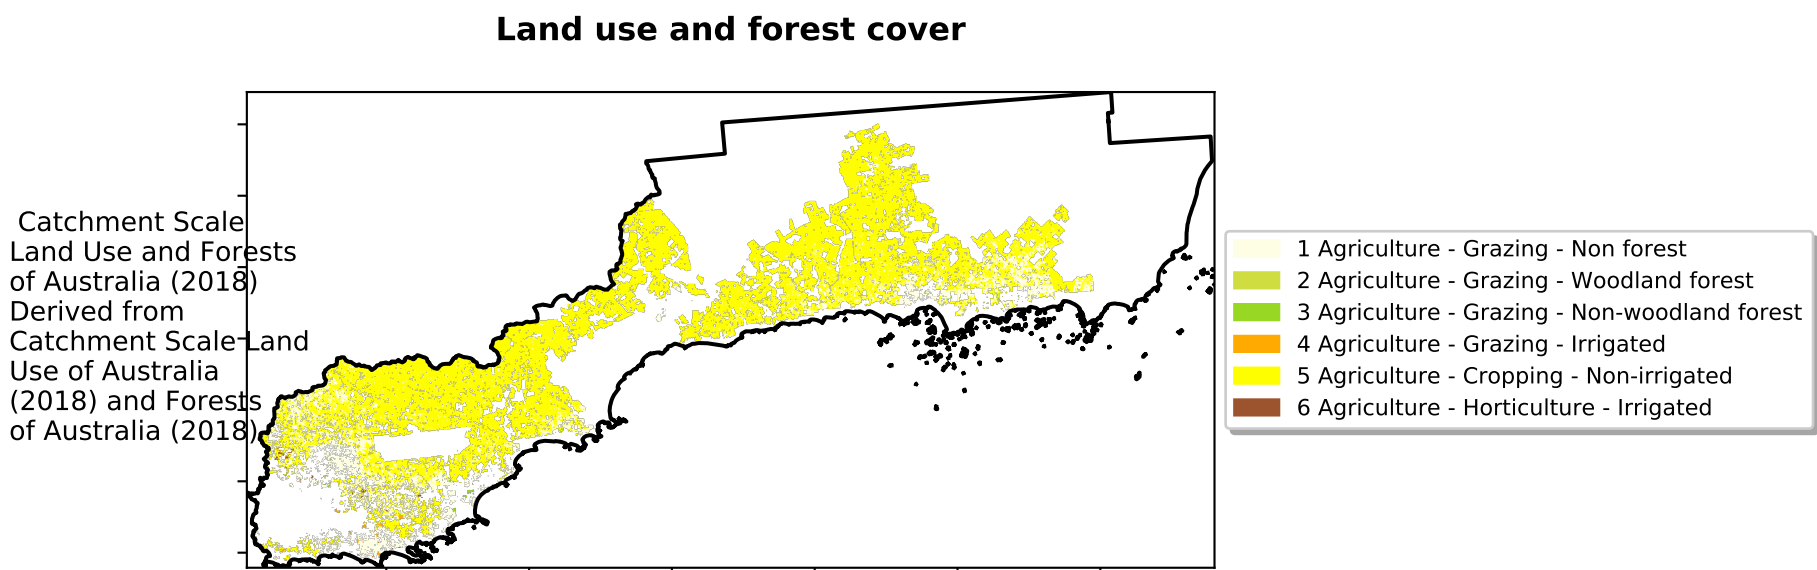 Land use and forest cover
Catchment Scale
Land Use and Forests
of Australia (2018)
Derived from
Catchment Scale Land
Use of Australia
(2018) and Forests
of Australia (2018)
1 Agriculture - Grazing - Non forest
2 Agriculture - Grazing - Woodland forest
3 Agriculture - Grazing - Non-woodland forest
4 Agriculture - Grazing - Irrigated
5 Agriculture - Cropping - Non-irrigated
6 Agriculture - Horticulture - Irrigated